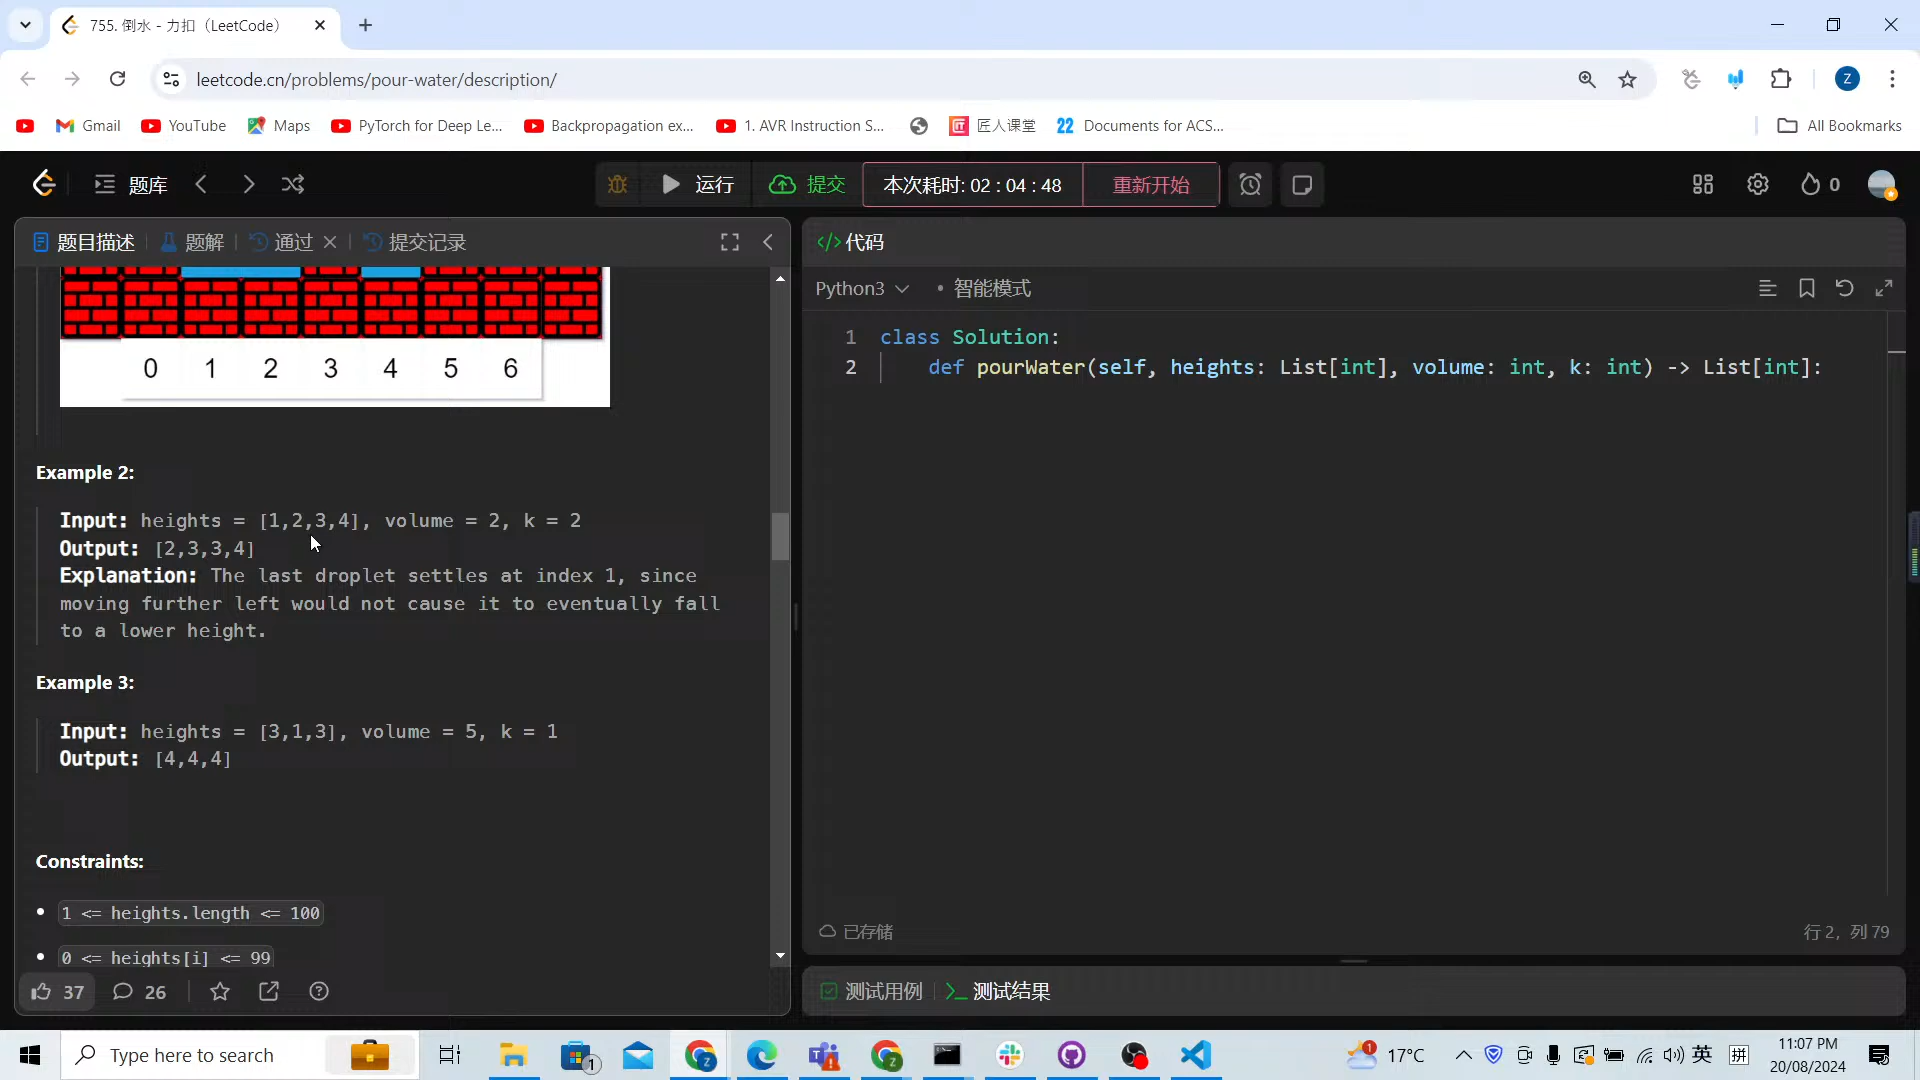 755. 倒水 - 力扣（LeetCode）
leetcode.cn/problems/pour-water/description/
Z
Gmail
YouTube
Maps
PyTorch for Deep Le...
Backpropagation ex...
1. AVR Instruction S...
匠人课堂
22 Documents for ACS...
All Bookmarks
题库
运行
提交
本次耗时: 02 : 04 : 48
重新开始
0
题目描述
题解
通过
提交记录
0 1 2 3 4 5 6
Example 2:
Input: heights = [1,2,3,4], volume = 2, k = 2
Output: [2,3,3,4]
Explanation: The last droplet settles at index 1, since
moving further left would not cause it to eventually fall
to a lower height.
Example 3:
Input: heights = [3,1,3], volume = 5, k = 1
Output: [4,4,4]
Constraints:
1 <= heights.length <= 100
0 <= heights[i] <= 99
37
26
</> 代码
Python3
• 智能模式
1 class Solution:
2 def pourWater(self, heights: List[int], volume: int, k: int) -> List[int]:
已存储
行 2, 列 79
测试用例
测试结果
Type here to search
1
1
17°C
英
拼
11:07 PM
20/08/2024